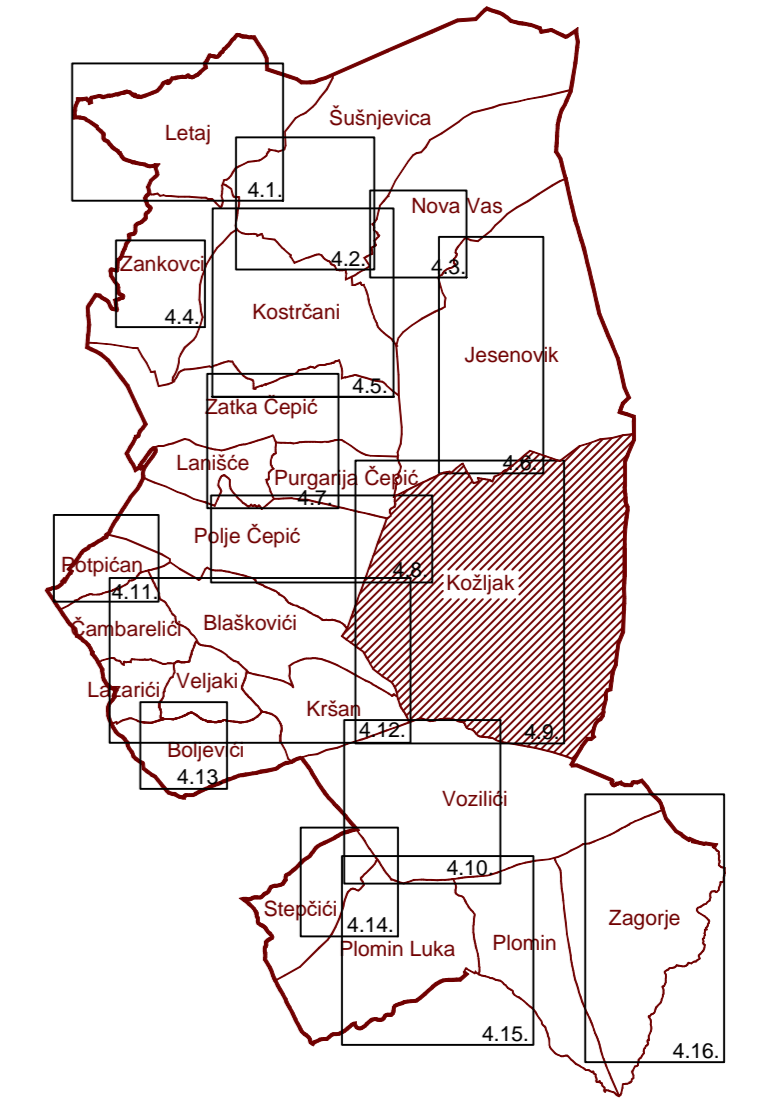 Šušnjevica
Letaj
4.1.
Nova Vas
4.2.
Zankovci
4.3.
Kostrčani
4.4.
Jesenovik
4.5.
Zatka Čepić
Lanišće
4.6.
Purgarija Čepić
4.7.
Polje Čepić
Potpićan
4.8
Kožljak
4.11.
Čambarelići
Blaškovići
Veljaki
Lazarići
Kršan
4.12.
4.9.
Boljevići
4.13
Vozilići
4.10.
Stepčići
Zagorje
4.14.
Plomin Luka
Plomin
4.15.
4.16.